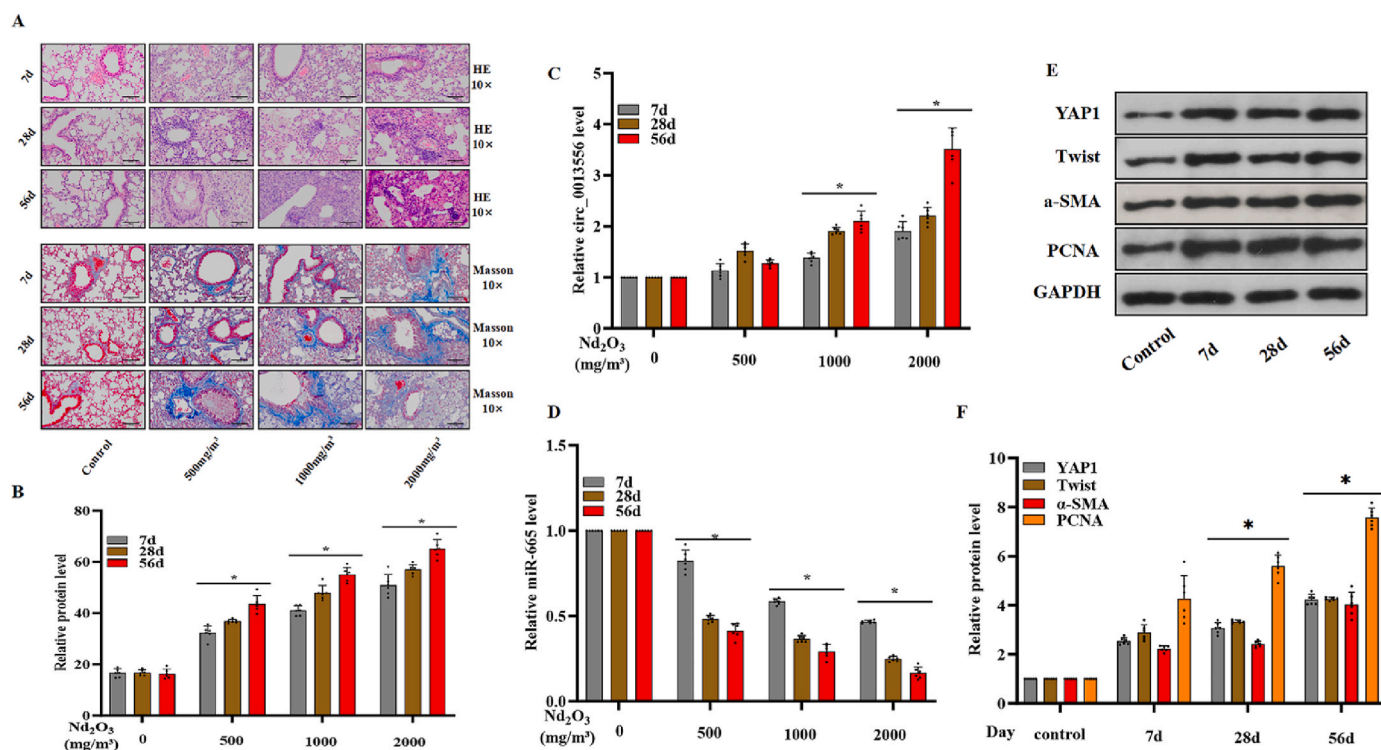 A
7d
HE
10×
28d
HE
10×
56d
HE
10×
7d
Masson
10×
28d
Masson
10×
56d
Masson
10×
Control
500mg/m³
1000mg/m³
2000mg/m³
B
Relative protein level
80
60
40
20
0
7d
28d
56d
*
*
*
Nd₂O₃
(mg/m³)
0
500
1000
2000
C
Relative circ_0013556 level
5
4
3
2
1
0
7d
28d
56d
*
*
Nd₂O₃
(mg/m³)
0
500
1000
2000
D
Relative miR-665 level
1.5
1.0
0.5
0.0
7d
28d
56d
*
*
*
Nd₂O₃
(mg/m³)
0
500
1000
2000
E
YAP1
Twist
a-SMA
PCNA
GAPDH
Control
7d
28d
56d
F
Relative protein level
10
8
6
4
2
0
YAP1
Twist
α-SMA
PCNA
*
*
Day
control
7d
28d
56d